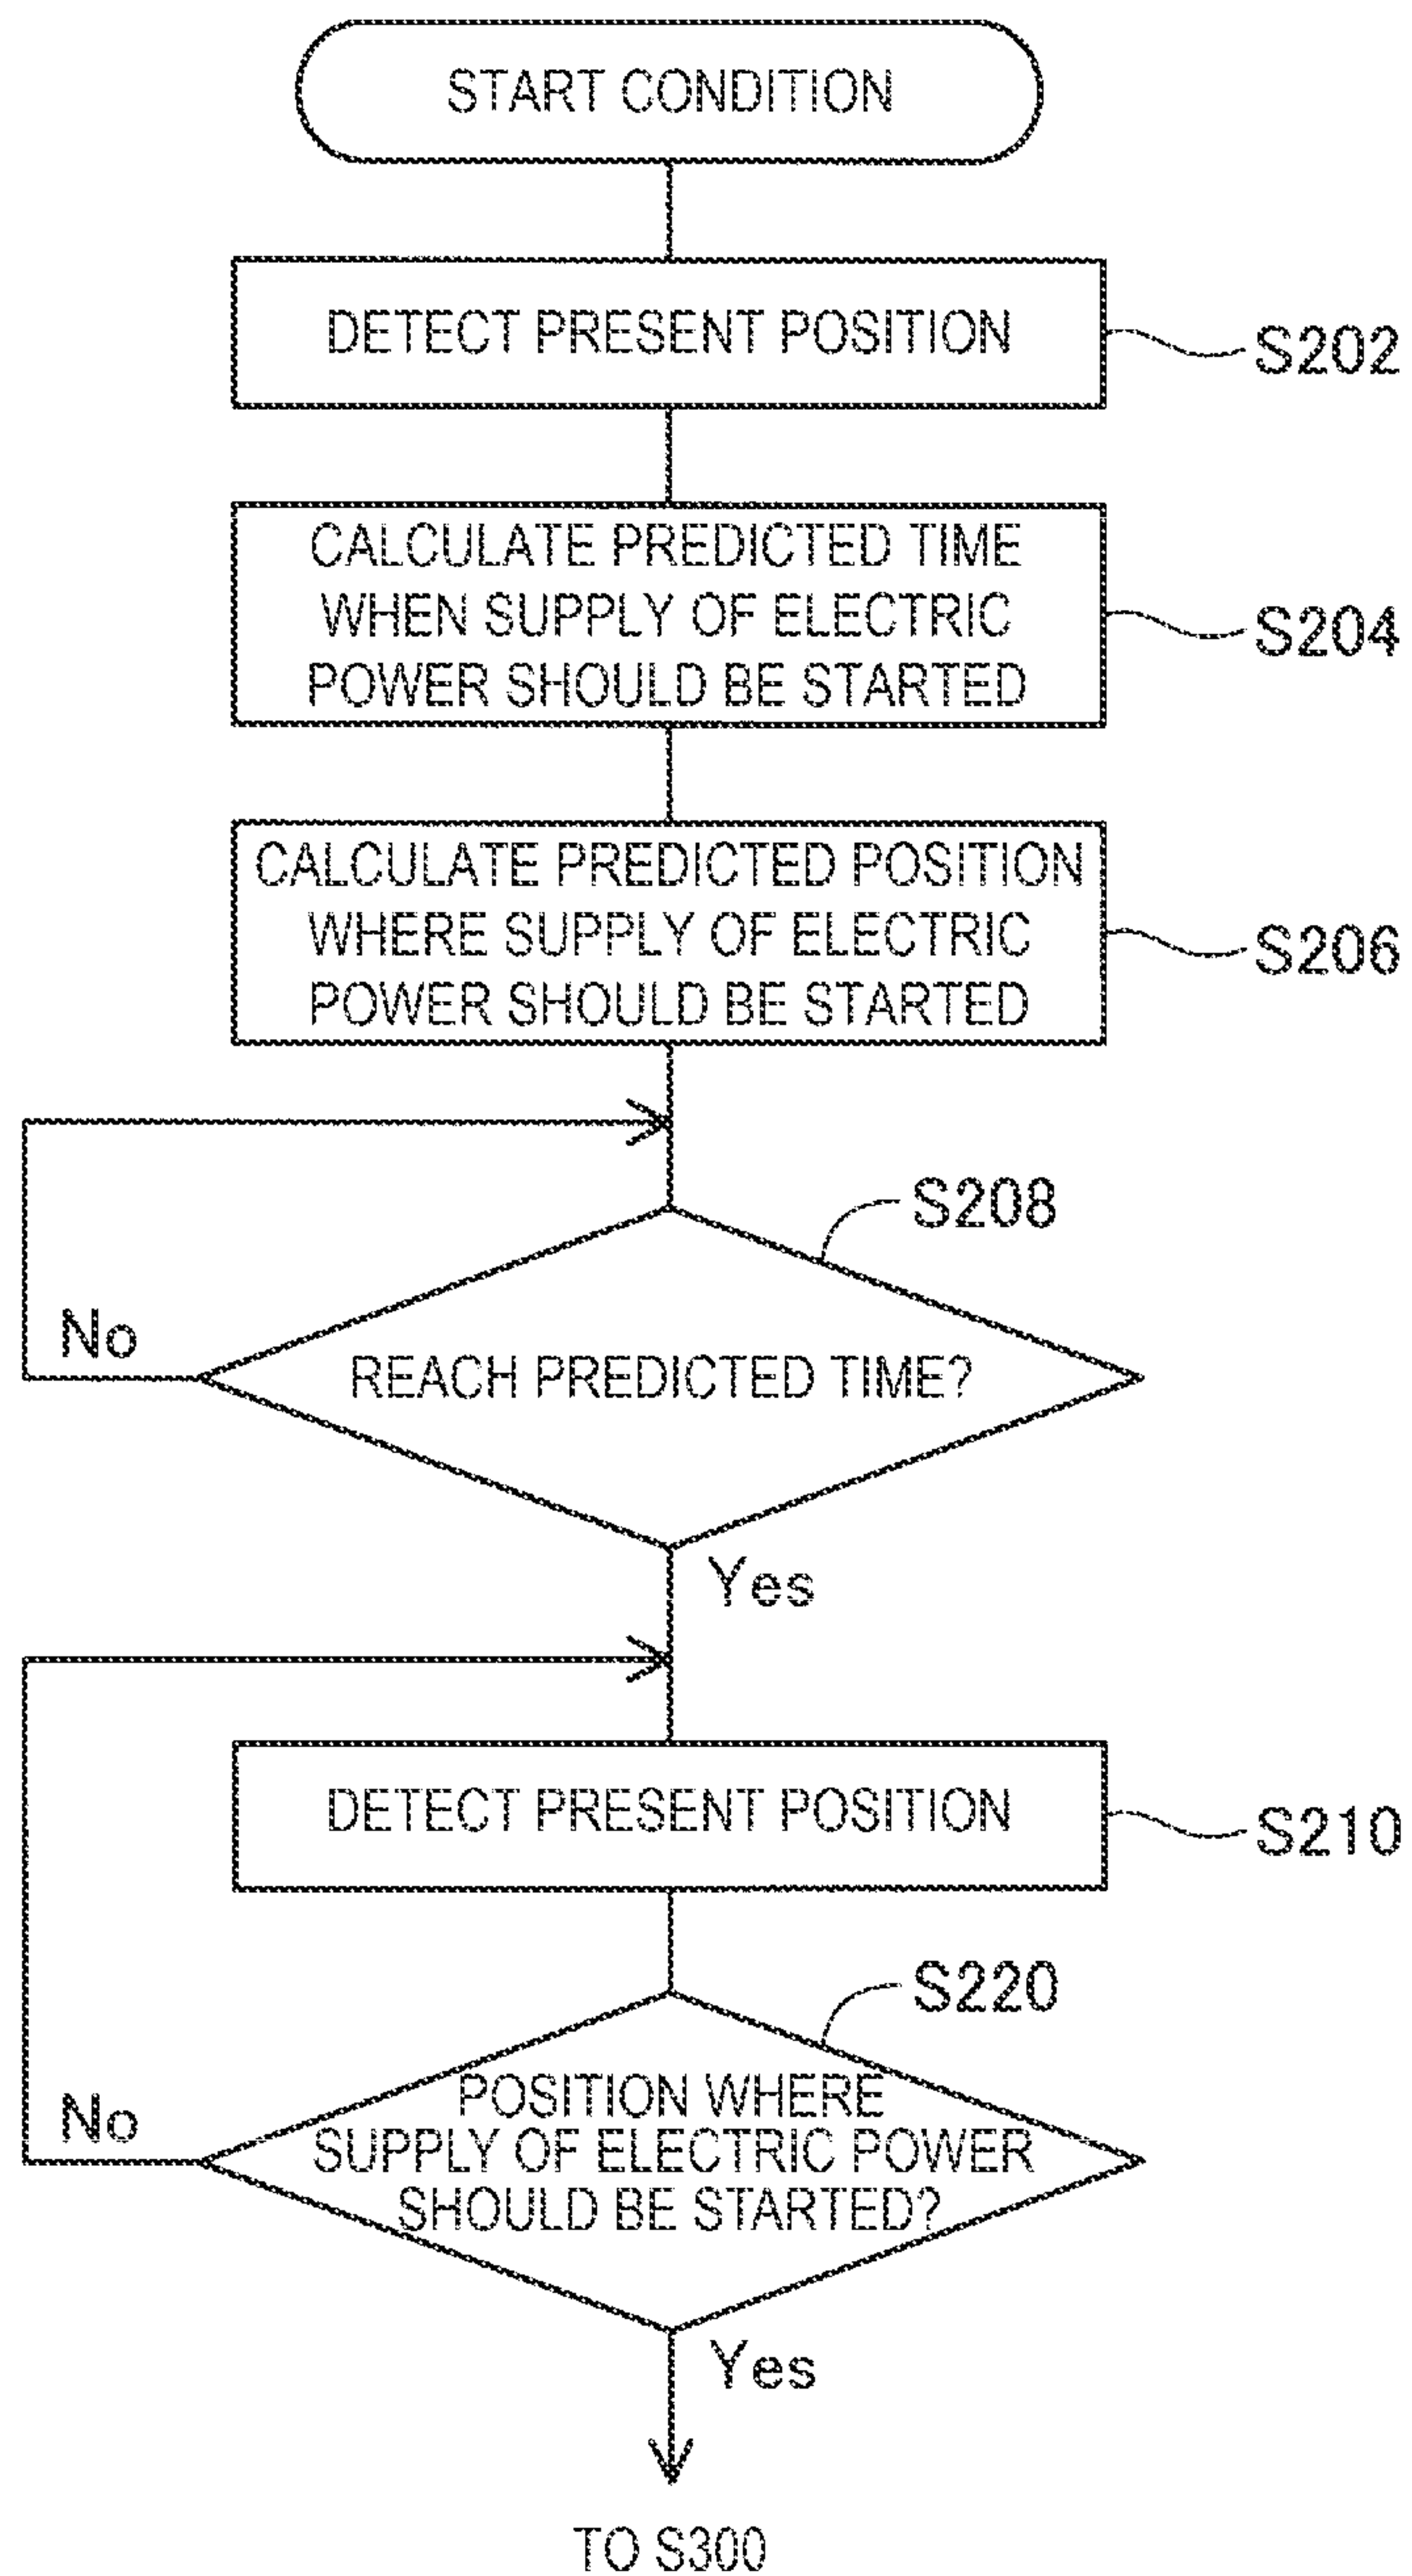 START CONDITION
DETECT PRESENT POSITION
S202
CALCULATE PREDICTED TIME
WHEN SUPPLY OF ELECTRIC
POWER SHOULD BE STARTED
S204
CALCULATE PREDICTED POSITION
WHERE SUPPLY OF ELECTRIC
POWER SHOULD BE STARTED
S206
S208
No
REACH PREDICTED TIME?
Yes
DETECT PRESENT POSITION
S210
S220
No
POSITION WHERE
SUPPLY OF ELECTRIC POWER
SHOULD BE STARTED?
Yes
TO S300